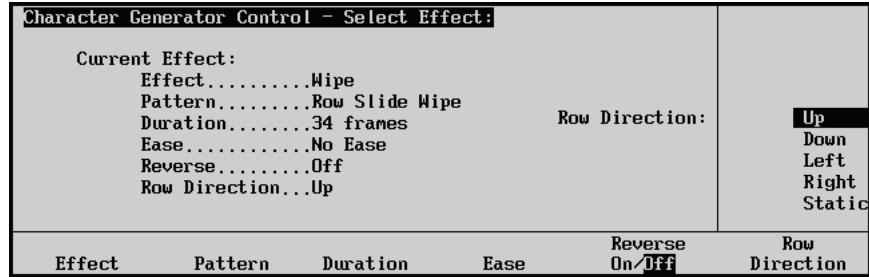 Character Generator Control - Select Effect:
Current Effect:
Effect..........Wipe
Pattern.........Row Slide Wipe
Duration........34 frames
Ease............No Ease
Reverse.........Off
Row Direction...Up
Row Direction:
Up
Down
Left
Right
Static
Effect Pattern Duration Ease Reverse On/Off Row Direction